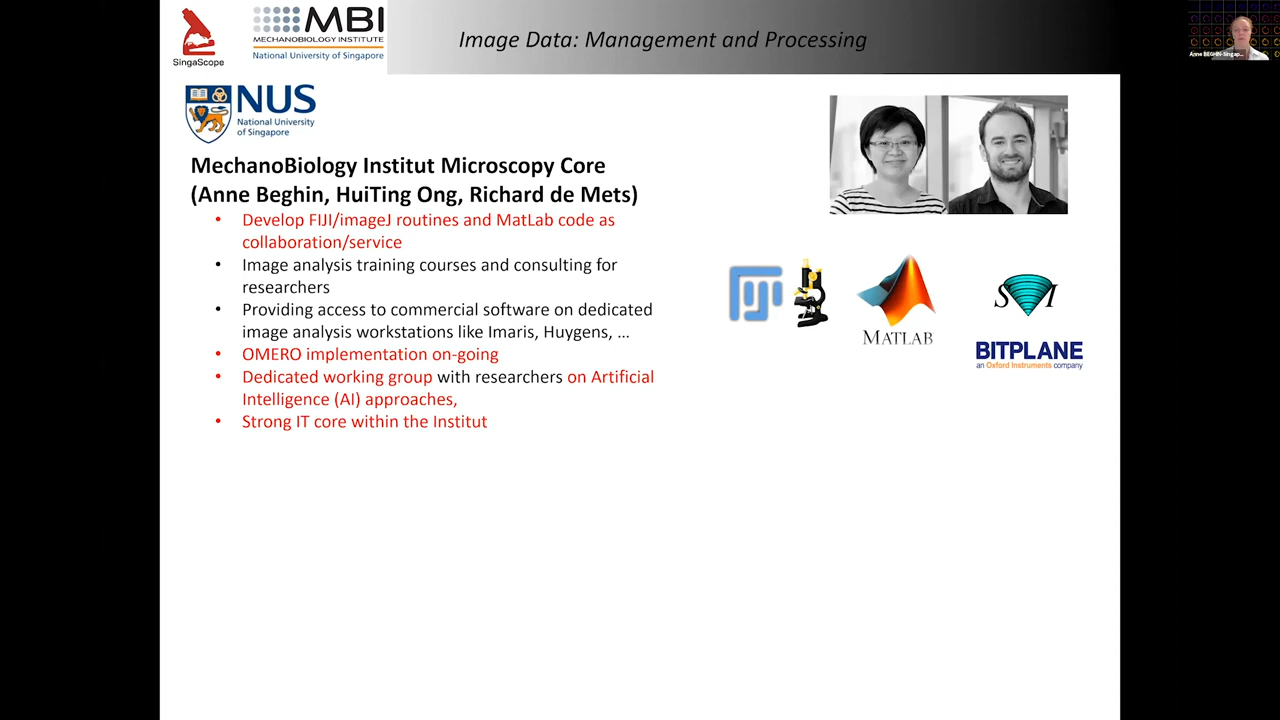 SingaScope
MBI
MECHANOBIOLOGY INSTITUTE
National University of Singapore
Image Data: Management and Processing
Anne BEGHIN-Singap...
NUS
National University
of Singapore
MechanoBiology Institut Microscopy Core
(Anne Beghin, HuiTing Ong, Richard de Mets)
• Develop FIJI/imageJ routines and MatLab code as
collaboration/service
• Image analysis training courses and consulting for
researchers
• Providing access to commercial software on dedicated
image analysis workstations like Imaris, Huygens, ...
• OMERO implementation on-going
• Dedicated working group with researchers on Artificial
Intelligence (AI) approaches,
• Strong IT core within the Institut
MATLAB
SVI
BITPLANE
an Oxford Instruments company